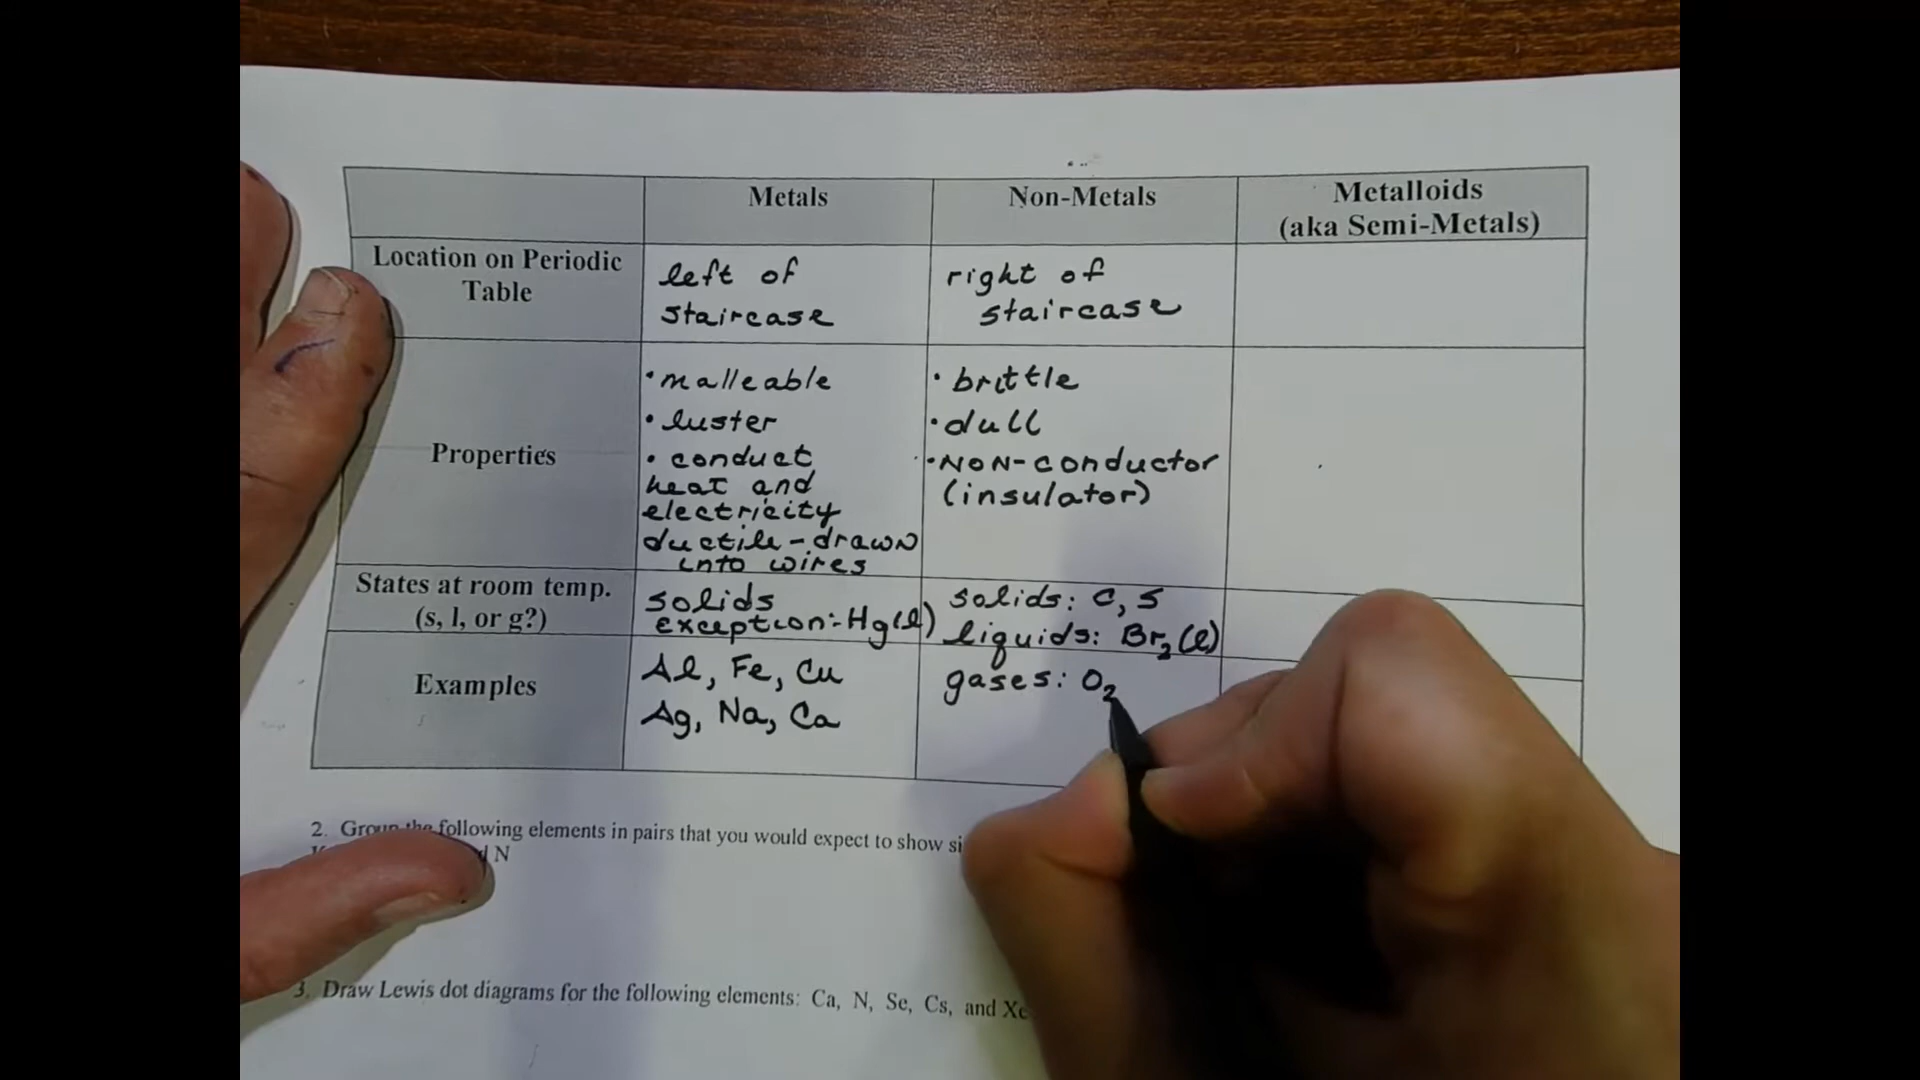 Metals
Non-Metals
Metalloids
(aka Semi-Metals)
Location on Periodic
Table
left of
staircase
right of
staircase
Properties
• malleable
• luster
• conduct
heat and
electricity
ductile - drawn
into wires
• brittle
• dull
• NON-conductor
(insulator)
States at room temp.
(s, l, or g?)
solids
exception: Hg(l)
solids: C, S
liquids: Br₂(l)
Examples
Al, Fe, Cu
Ag, Na, Ca
gases: O₂
2. Group the following elements in pairs that you would expect to show
N
3. Draw Lewis dot diagrams for the following elements: Ca, N, Se, Cs, and Xe